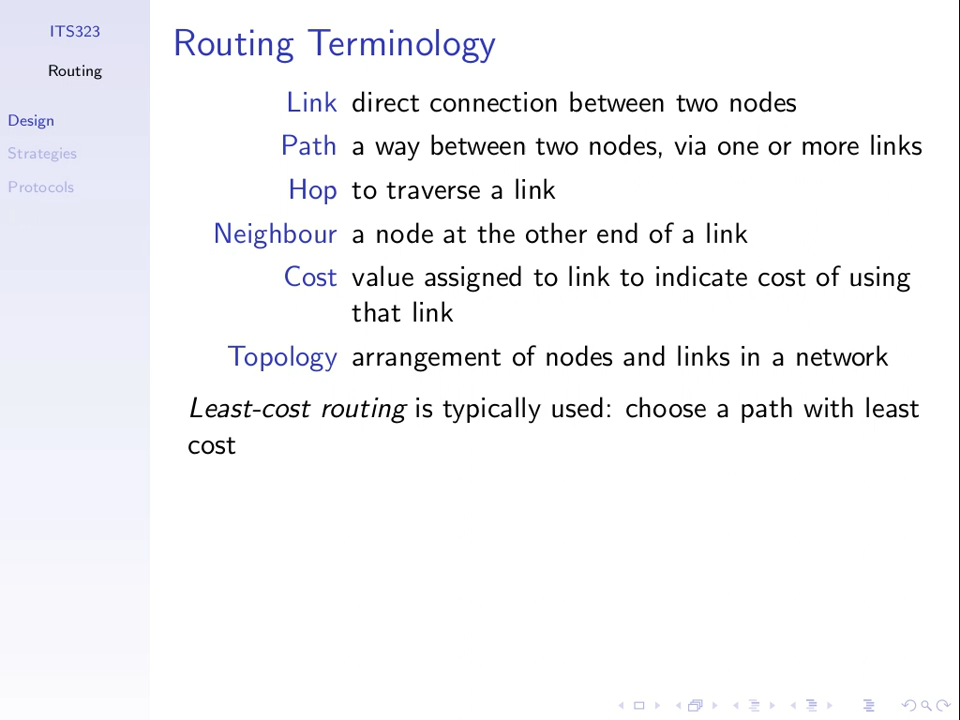 ITS323
Routing
Design
Strategies
Protocols
Routing Terminology
Link direct connection between two nodes
Path a way between two nodes, via one or more links
Hop to traverse a link
Neighbour a node at the other end of a link
Cost value assigned to link to indicate cost of using
that link
Topology arrangement of nodes and links in a network
Least-cost routing is typically used: choose a path with least
cost